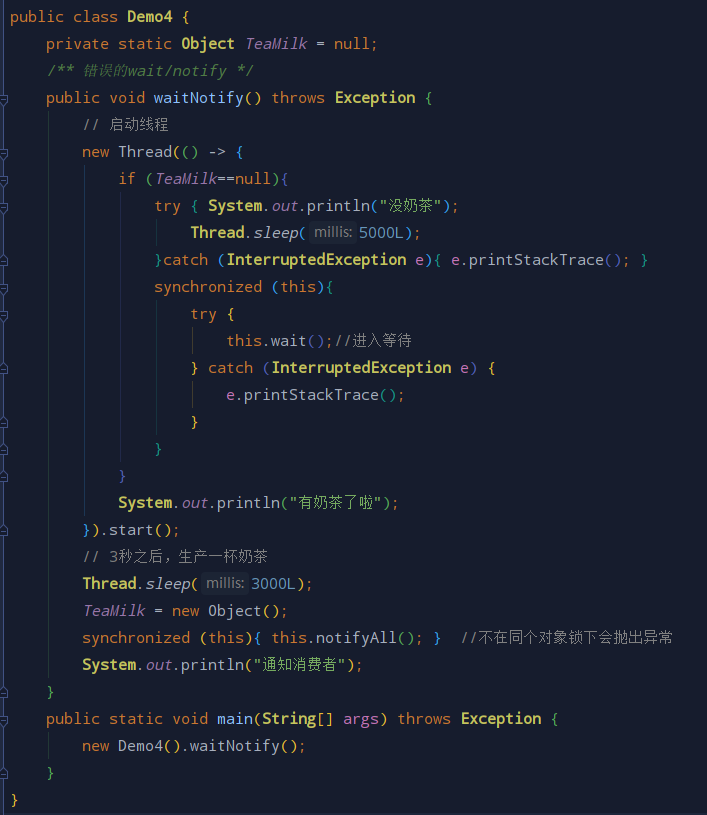 public class Demo4 {
    private static Object TeaMilk = null;
    /** 错误的wait/notify */
    public void waitNotify() throws Exception {
        // 启动线程
        new Thread(() -> {
            if (TeaMilk==null){
                try { System.out.println("没奶茶");
                    Thread.sleep( millis: 5000L);
                }catch (InterruptedException e){ e.printStackTrace(); }
                synchronized (this){
                    try {
                        this.wait();//进入等待
                    } catch (InterruptedException e) {
                        e.printStackTrace();
                    }
                }
            }
            System.out.println("有奶茶了啦");
        }).start();
        // 3秒之后，生产一杯奶茶
        Thread.sleep( millis: 3000L);
        TeaMilk = new Object();
        synchronized (this){ this.notifyAll(); }  //不在同个对象锁下会抛出异常
        System.out.println("通知消费者");
    }
    public static void main(String[] args) throws Exception {
        new Demo4().waitNotify();
    }
}